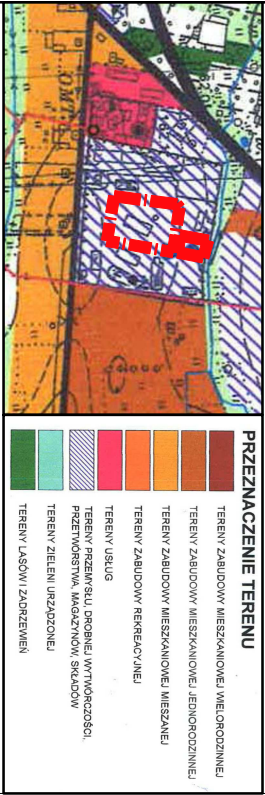 PRZEZNACZENIE TERENU
TERENY ZABUDOWY MIESZKANIOWEJ WIELORODZINNEJ
TERENY ZABUDOWY MIESZKANIOWEJ JEDNORODZINNEJ
TERENY ZABUDOWY MIESZKANIOWEJ MIESZANEJ
TERENY ZABUDOWY REKREACYJNEJ
TERENY USŁUG
TERENY PRZEMYSŁU, DROBNEJ WYTWÓRCZOŚCI,
PRZETWÓRSTWA, MAGAZYNÓW, SKŁADÓW
TERENY ZIELENI URZĄDZONEJ
TERENY LASÓW I ZADRZEWIEŃ